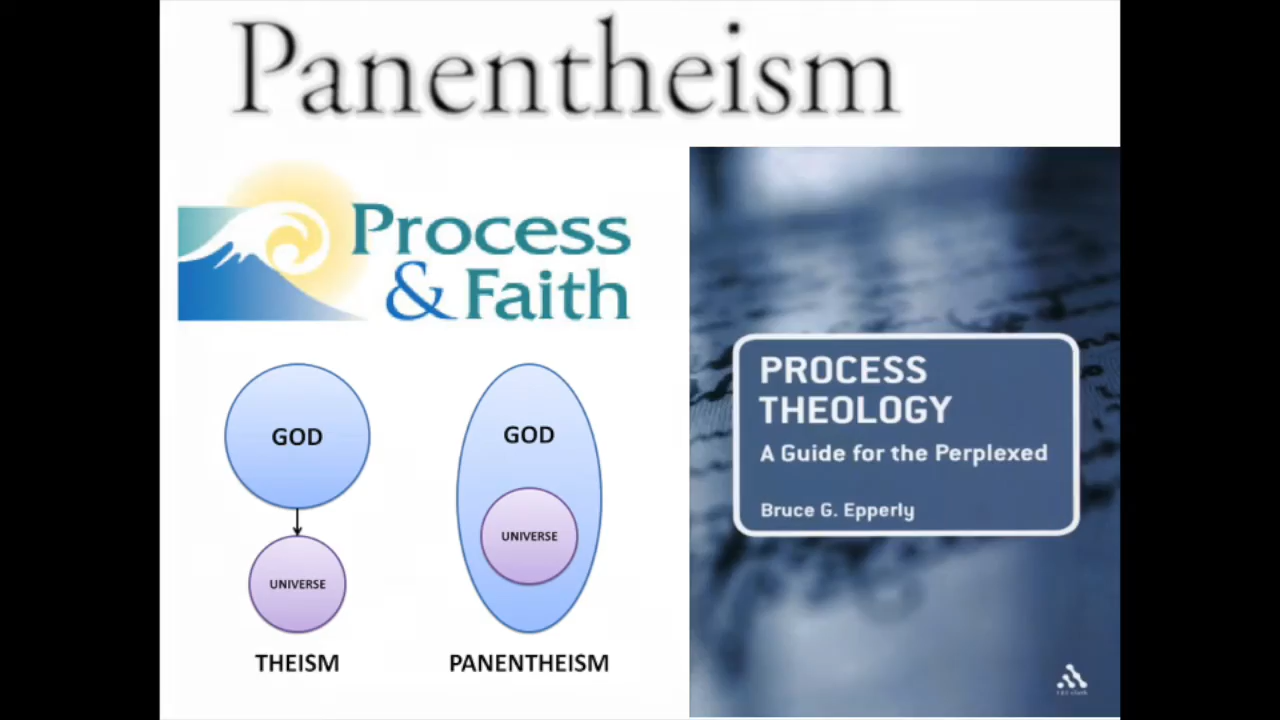 Panentheism
Process
& Faith
GOD
UNIVERSE
THEISM
GOD
UNIVERSE
PANENTHEISM
PROCESS
THEOLOGY
A Guide for the Perplexed
Bruce G. Epperly